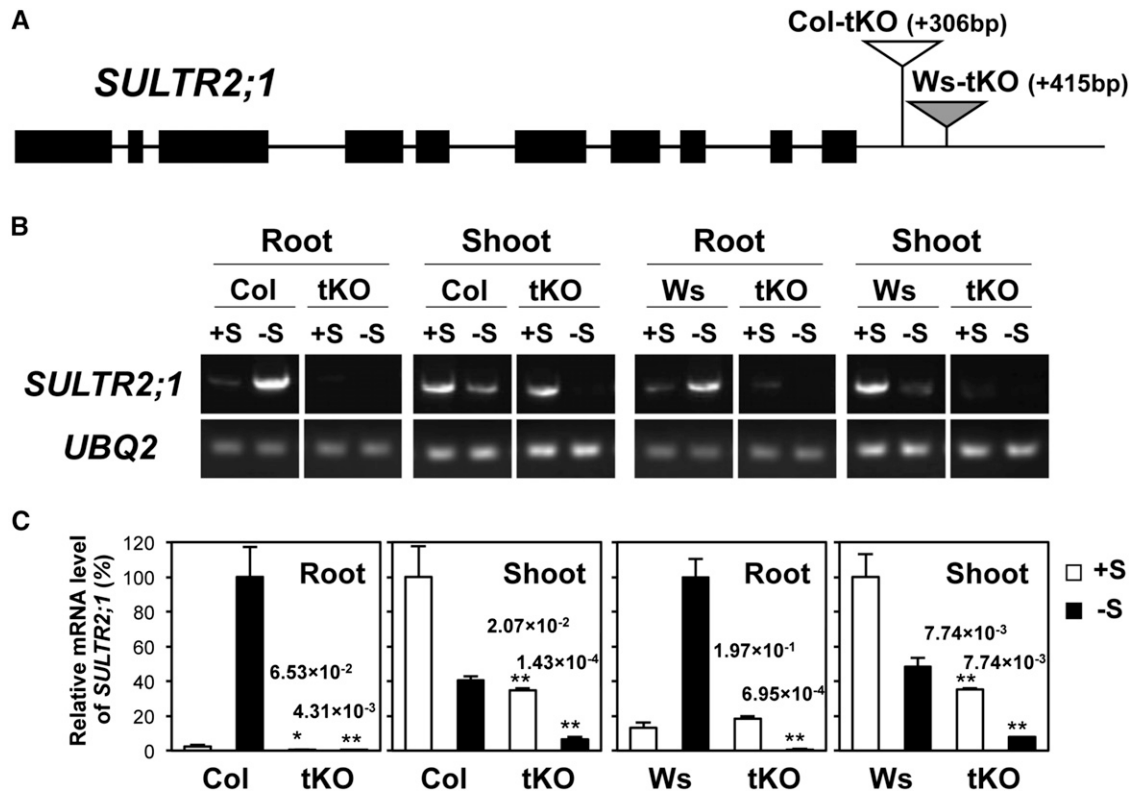 A
Col-tKO (+306bp)
SULTR2;1
Ws-tKO (+415bp)
B
Root Shoot Root Shoot
Col tKO Col tKO Ws tKO Ws tKO
+S -S +S -S +S -S +S -S +S -S +S -S +S -S +S -S
SULTR2;1
UBQ2
C
Relative mRNA level
of SULTR2;1 (%)
120
100
80
60
40
20
0
Root
6.53×10⁻²
4.31×10⁻³
* **
Col tKO
Shoot
2.07×10⁻²
1.43×10⁻⁴
**
**
Col tKO
Root
1.97×10⁻¹
6.95×10⁻⁴
**
Ws tKO
Shoot
7.74×10⁻³
7.74×10⁻³
**
**
Ws tKO
+S
-S